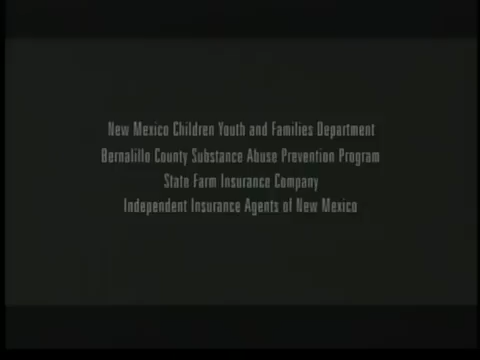 New Mexico Children Youth and Families Department
Bernalillo County Substance Abuse Prevention Program
State Farm Insurance Company
Independent Insurance Agents of New Mexico